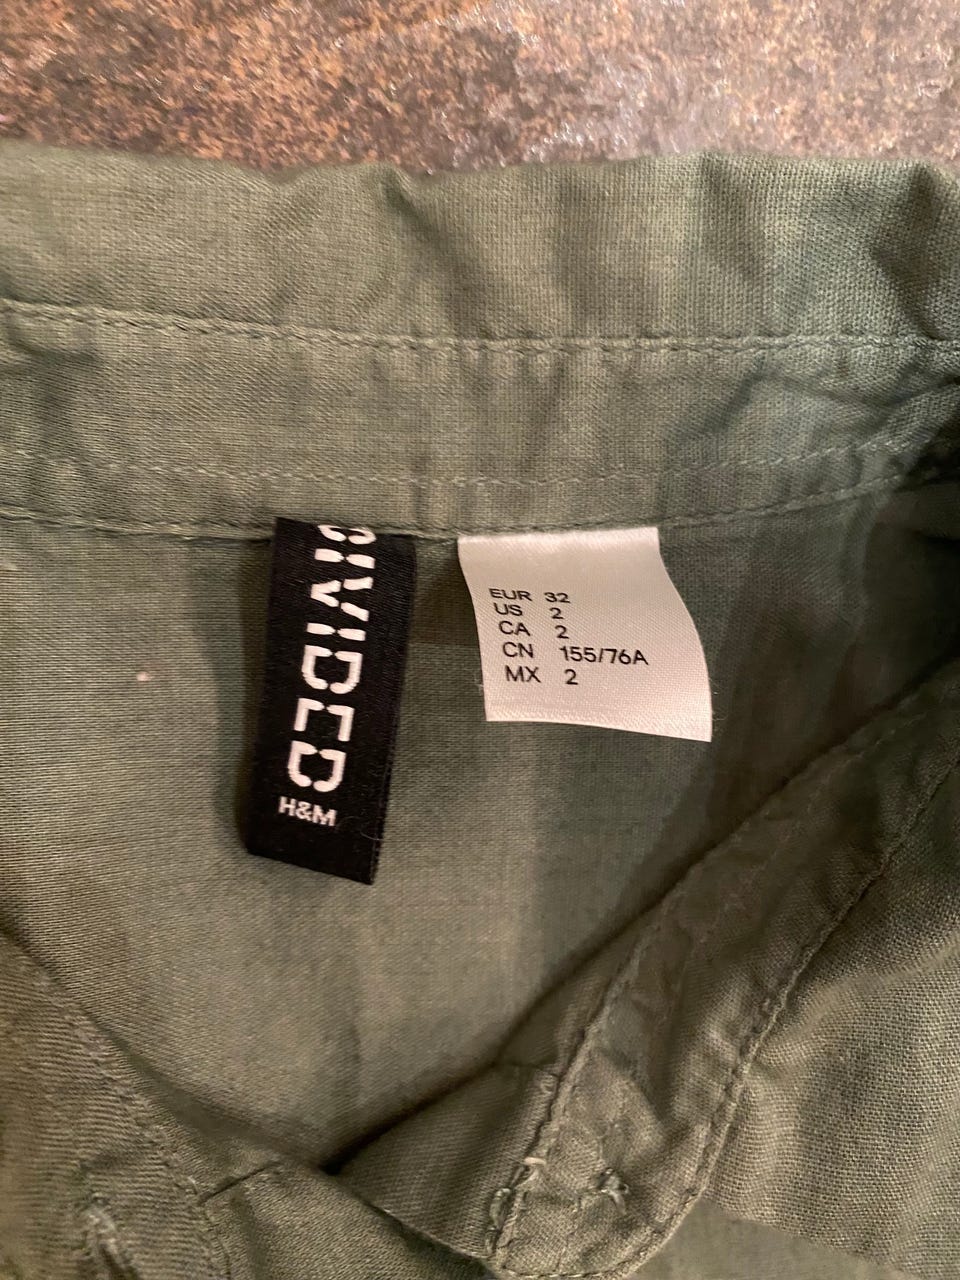 DIVIDED
H&M
EUR 32
US 2
CA 2
CN 155/76A
MX 2